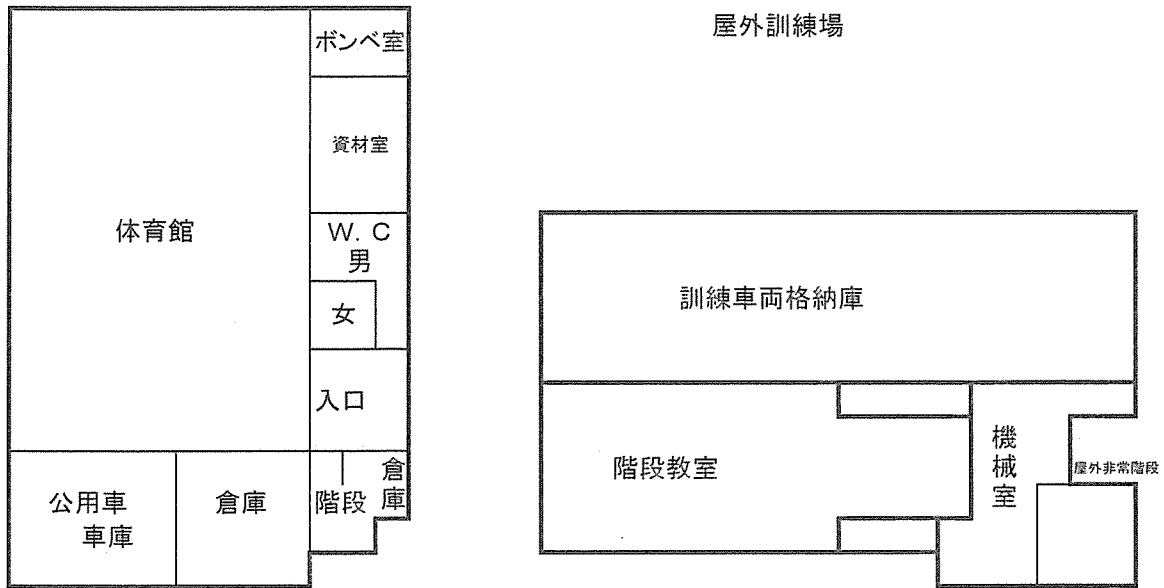 ボンベ室
資材室
体育館
W. C
男
女
入口
公用車
車庫
倉庫
階段
倉庫
屋外訓練場
訓練車両格納庫
階段教室
機械室
屋外非常階段